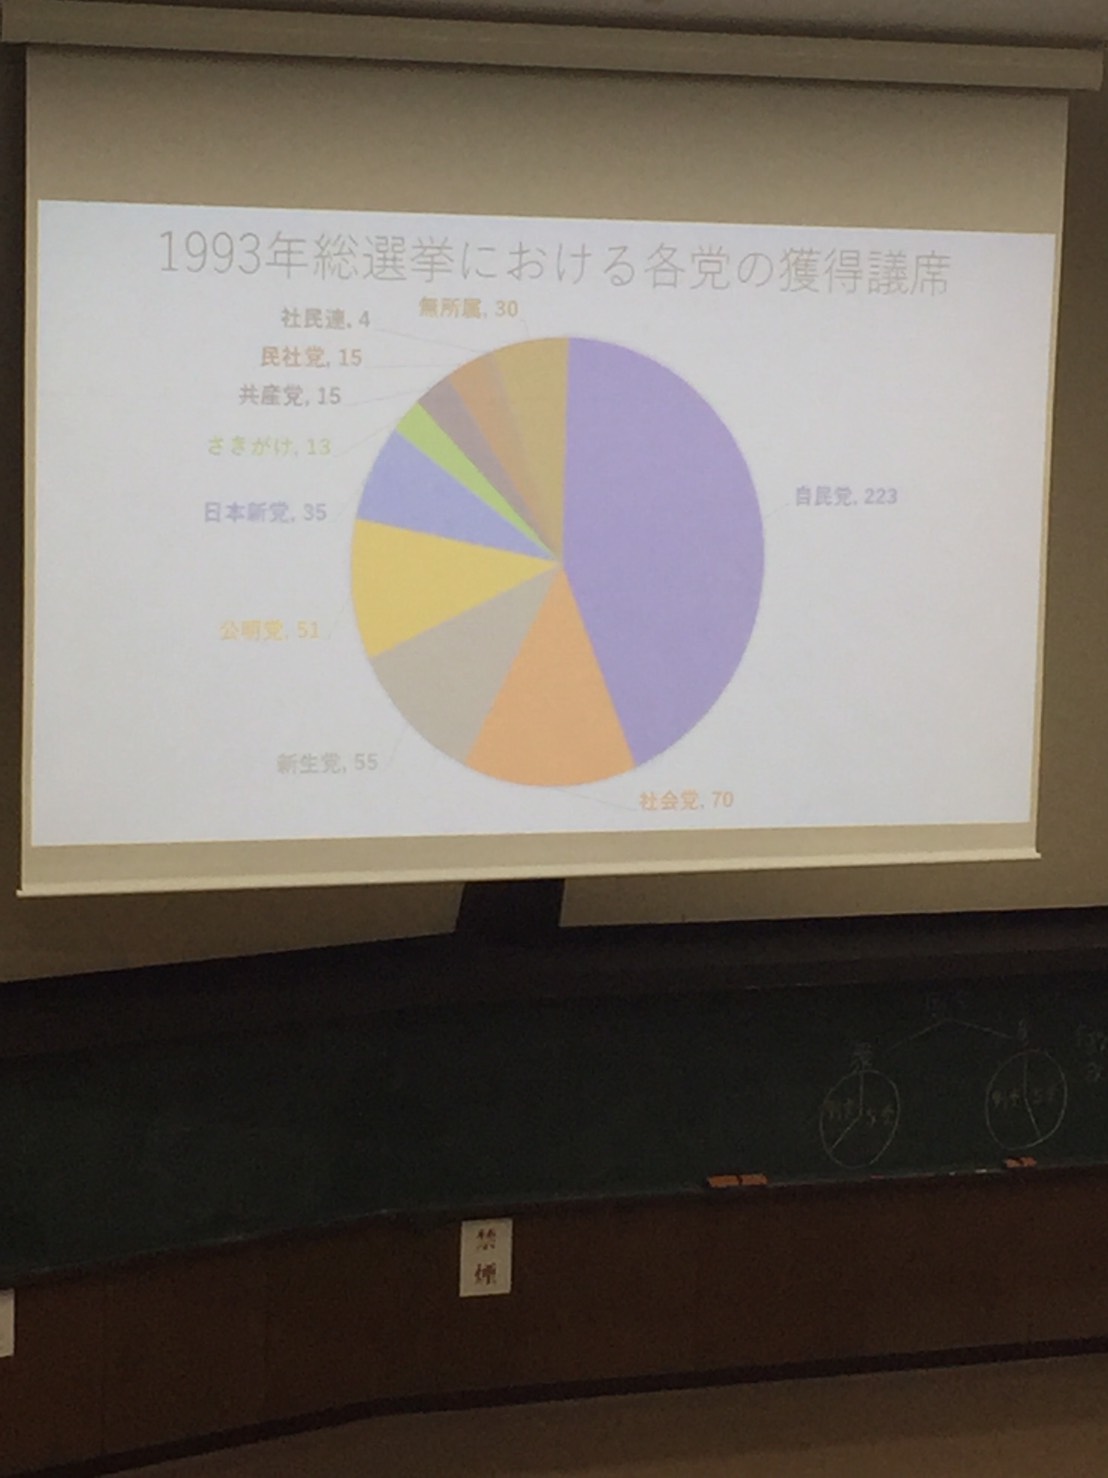 1993年総選挙における各党の獲得議席
無所属, 30
社民連, 4
民社党, 15
共産党, 15
さきがけ, 13
日本新党, 35
公明党, 51
新生党, 55
社会党, 70
自民党, 223
禁
煙